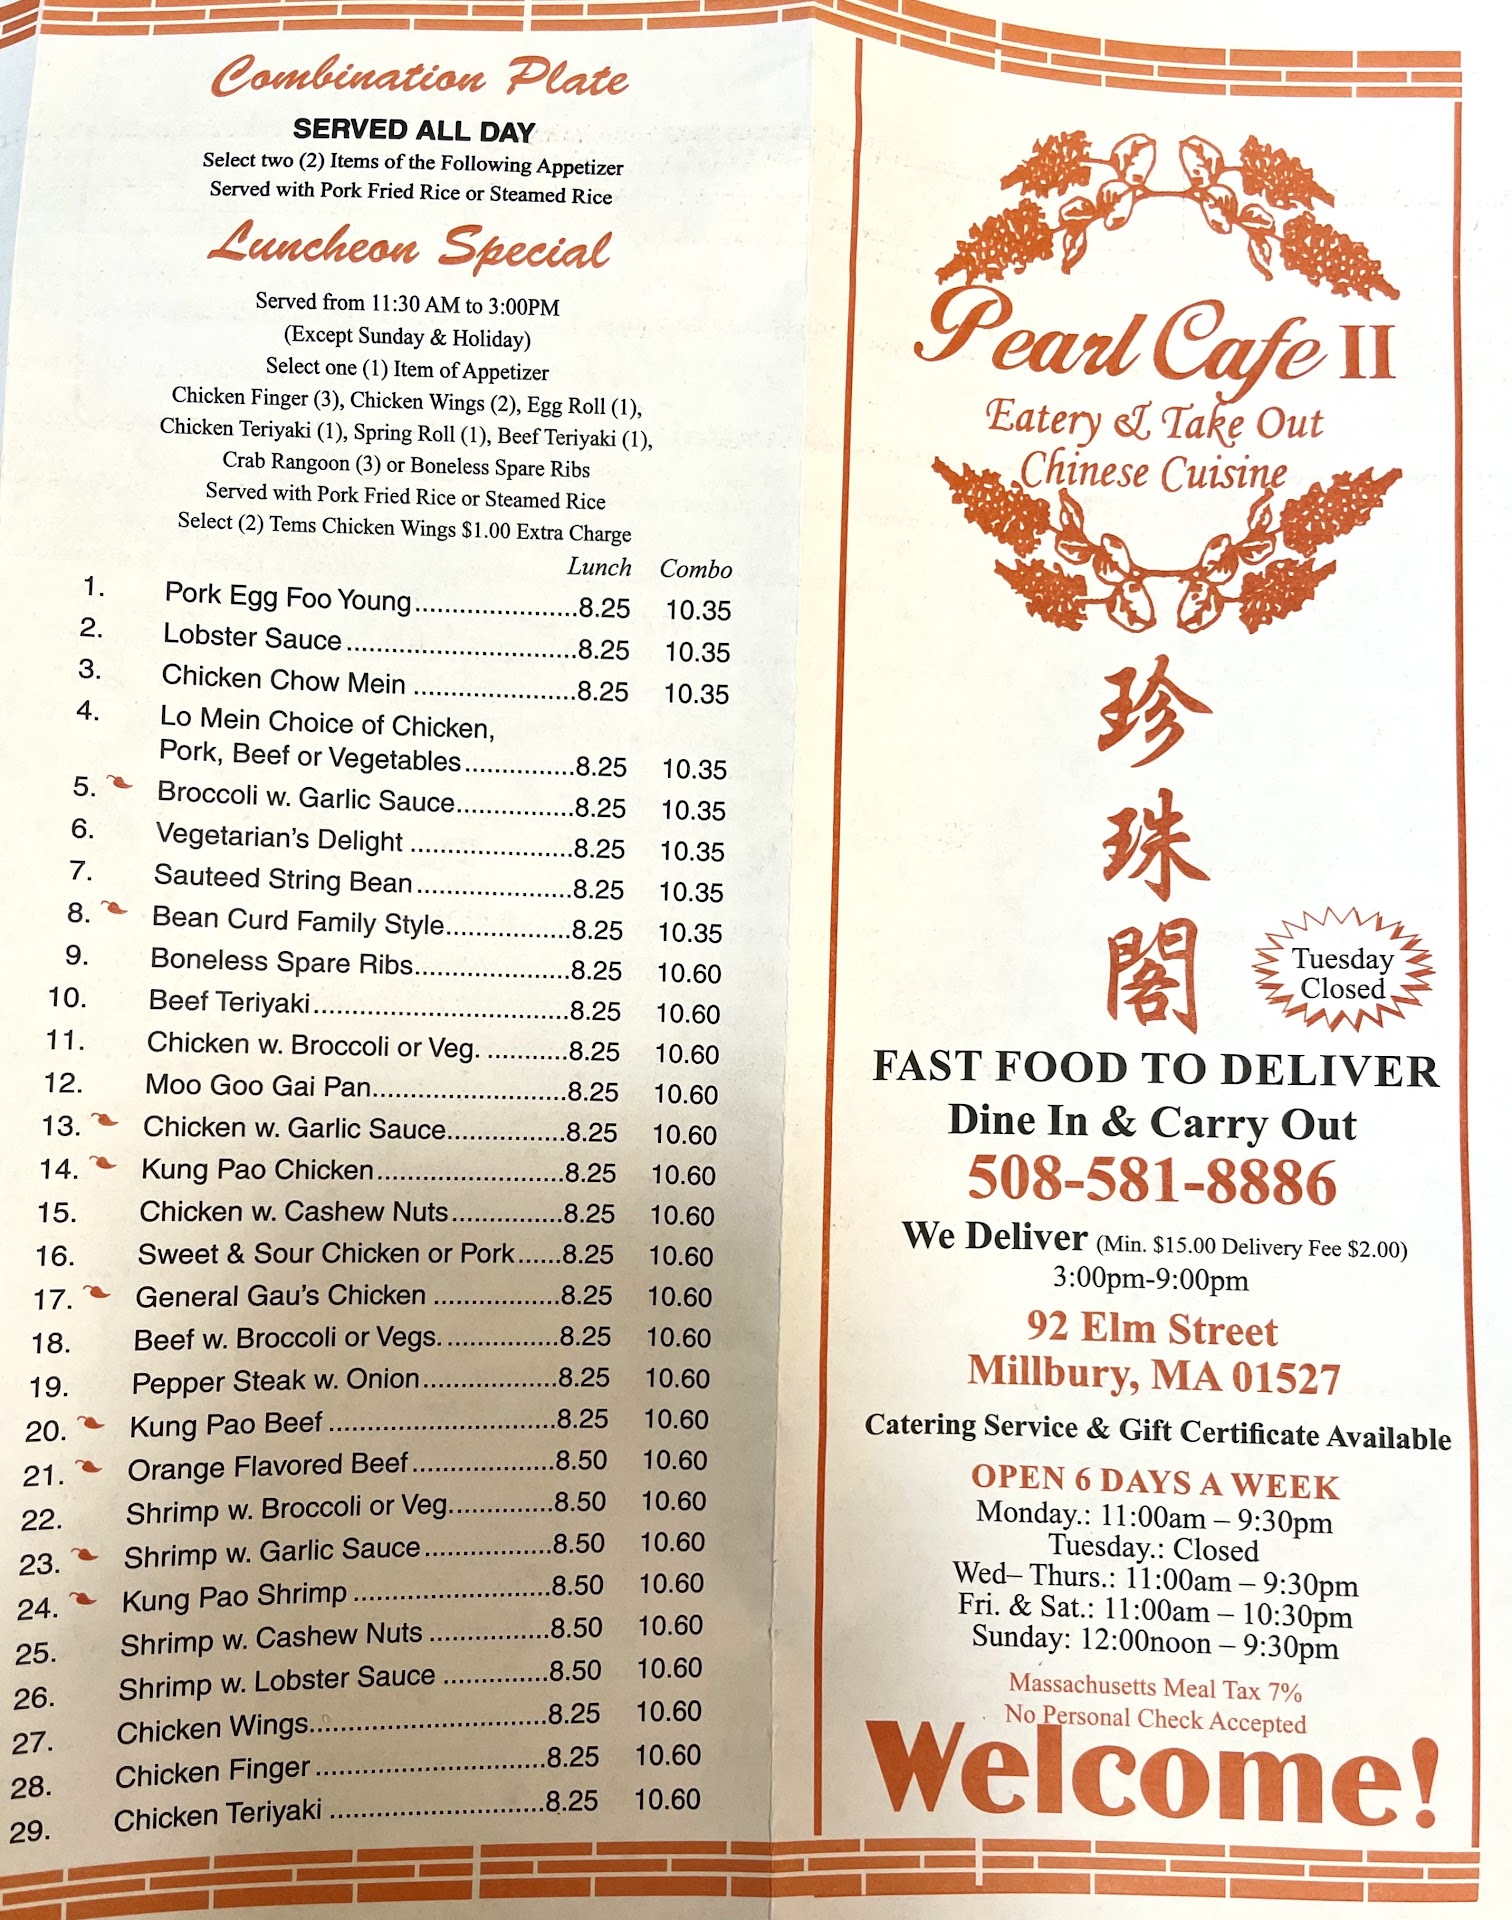 Combination Plate
SERVED ALL DAY
Select two (2) Items of the Following Appetizer
Served with Pork Fried Rice or Steamed Rice
Luncheon Special
Served from 11:30 AM to 3:00PM
(Except Sunday & Holiday)
Select one (1) Item of Appetizer
Chicken Finger (3), Chicken Wings (2), Egg Roll (1),
Chicken Teriyaki (1), Spring Roll (1), Beef Teriyaki (1),
Crab Rangoon (3) or Boneless Spare Ribs
Served with Pork Fried Rice or Steamed Rice
Select (2) Tems Chicken Wings $1.00 Extra Charge
Lunch Combo
1. Pork Egg Foo Young......................8.25 10.35
2. Lobster Sauce...............................8.25 10.35
3. Chicken Chow Mein ......................8.25 10.35
4. Lo Mein Choice of Chicken,
Pork, Beef or Vegetables...............8.25 10.35
5. Broccoli w. Garlic Sauce................8.25 10.35
6. Vegetarian's Delight ......................8.25 10.35
7. Sauteed String Bean.....................8.25 10.35
8. Bean Curd Family Style.................8.25 10.35
9. Boneless Spare Ribs.....................8.25 10.60
10. Beef Teriyaki..................................8.25 10.60
11. Chicken w. Broccoli or Veg. ...........8.25 10.60
12. Moo Goo Gai Pan..........................8.25 10.60
13. Chicken w. Garlic Sauce................8.25 10.60
14. Kung Pao Chicken.........................8.25 10.60
15. Chicken w. Cashew Nuts...............8.25 10.60
16. Sweet & Sour Chicken or Pork......8.25 10.60
17. General Gau's Chicken .................8.25 10.60
18. Beef w. Broccoli or Vegs................8.25 10.60
19. Pepper Steak w. Onion..................8.25 10.60
20. Kung Pao Beef ..............................8.25 10.60
21. Orange Flavored Beef...................8.50 10.60
22. Shrimp w. Broccoli or Veg..............8.50 10.60
23. Shrimp w. Garlic Sauce.................8.50 10.60
24. Kung Pao Shrimp ..........................8.50 10.60
25. Shrimp w. Cashew Nuts ................8.50 10.60
26. Shrimp w. Lobster Sauce ..............8.50 10.60
27. Chicken Wings................................8.25 10.60
28. Chicken Finger ...............................8.25 10.60
29. Chicken Teriyaki .............................8.25 10.60
Pearl Cafe II
Eatery & Take Out
Chinese Cuisine
珍
珠
閣
Tuesday
Closed
FAST FOOD TO DELIVER
Dine In & Carry Out
508-581-8886
We Deliver (Min. $15.00 Delivery Fee $2.00)
3:00pm-9:00pm
92 Elm Street
Millbury, MA 01527
Catering Service & Gift Certificate Available
OPEN 6 DAYS A WEEK
Monday.: 11:00am – 9:30pm
Tuesday.: Closed
Wed– Thurs.: 11:00am – 9:30pm
Fri. & Sat.: 11:00am – 10:30pm
Sunday: 12:00noon – 9:30pm
Massachusetts Meal Tax 7%
No Personal Check Accepted
Welcome!